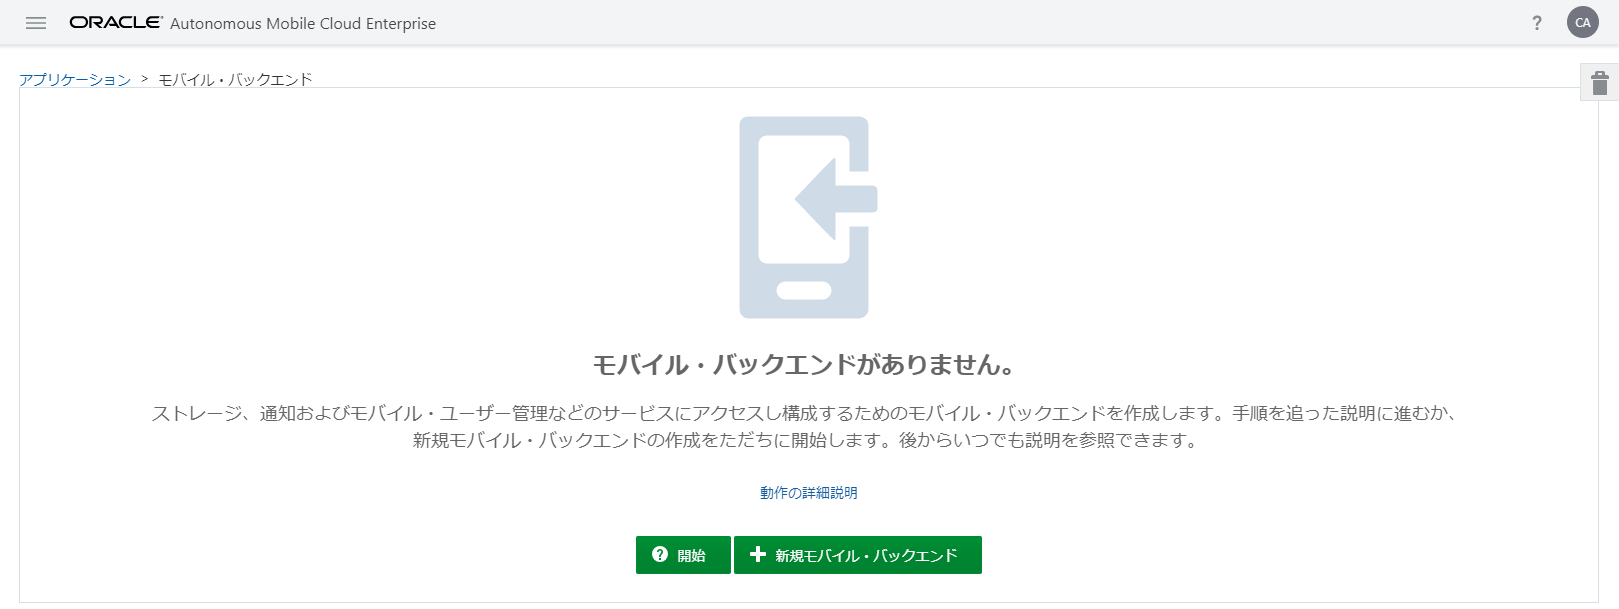 ORACLE® Autonomous Mobile Cloud Enterprise
? CA
アプリケーション > モバイル・バックエンド
モバイル・バックエンドがありません。
ストレージ、通知およびモバイル・ユーザー管理などのサービスにアクセスし構成するためのモバイル・バックエンドを作成します。手順を追った説明に進むか、
新規モバイル・バックエンドの作成をただちに開始します。後からいつでも説明を参照できます。
動作の詳細説明
? 開始
+ 新規モバイル・バックエンド